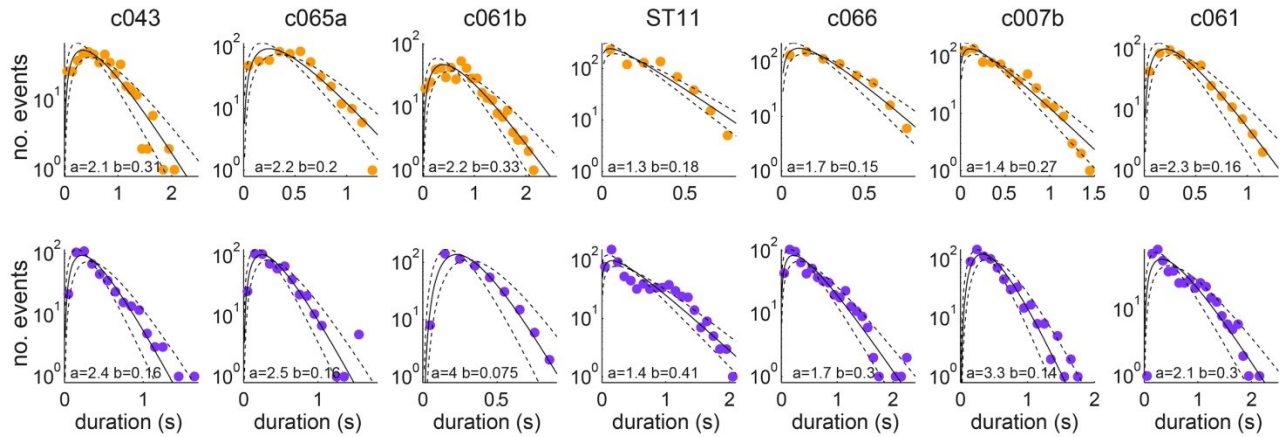 c043 c065a c061b ST11 c066 c007b c061
no. events
10¹ 10⁰ a=2.1 b=0.31 0 1 2
10² 10¹ 10⁰ a=2.2 b=0.2 0 0.5 1
10¹ 10⁰ a=2.2 b=0.33 0 1 2
10² 10¹ 10⁰ a=1.3 b=0.18 0 0.5
10² 10¹ 10⁰ a=1.7 b=0.15 0 0.5
10² 10¹ 10⁰ a=1.4 b=0.27 0 0.5 1 1.5
10² 10¹ 10⁰ a=2.3 b=0.16 0 0.5 1
no. events
10² 10¹ 10⁰ a=2.4 b=0.16 0 1
10² 10¹ 10⁰ a=2.5 b=0.16 0 1
10² 10¹ 10⁰ a=4 b=0.075 0 0.5
10² 10¹ 10⁰ a=1.4 b=0.41 0 1 2
10² 10¹ 10⁰ a=1.7 b=0.3 0 1 2
10² 10¹ 10⁰ a=3.3 b=0.14 0 1 2
10² 10¹ 10⁰ a=2.1 b=0.3 0 1 2
duration (s) duration (s) duration (s) duration (s) duration (s) duration (s) duration (s)